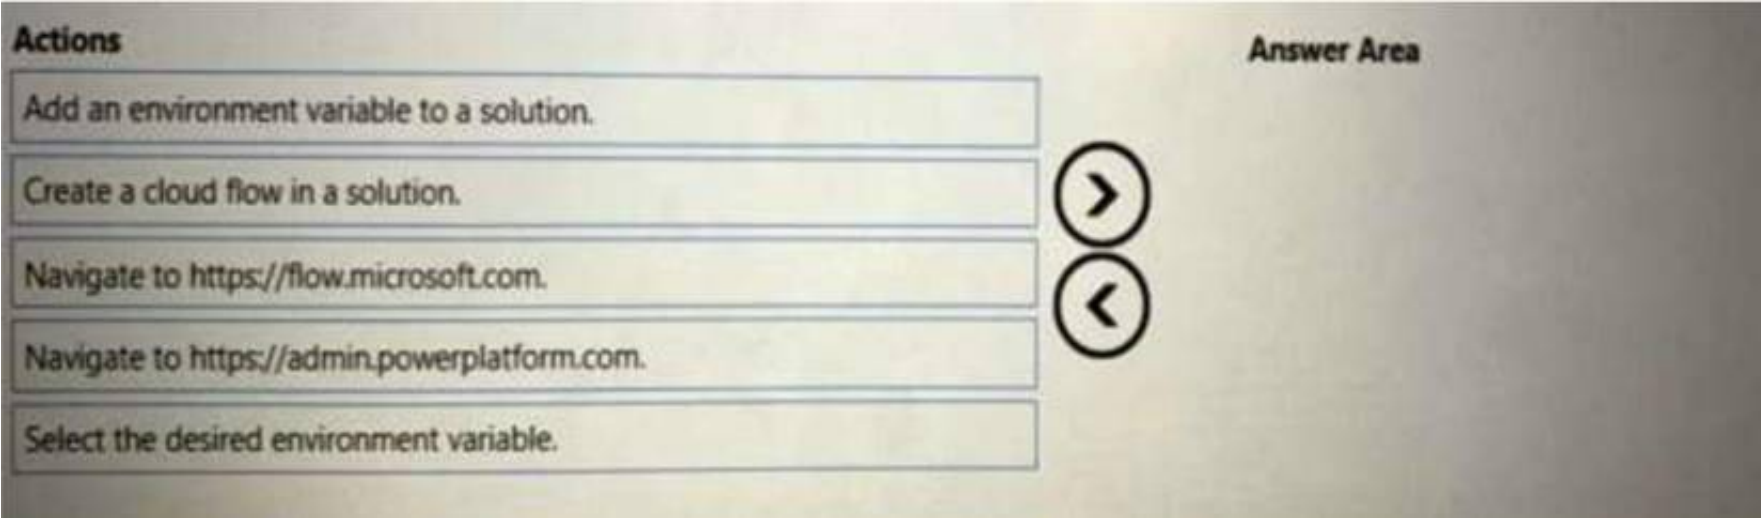 Actions
Answer Area
Add an environment variable to a solution.
Create a cloud flow in a solution.
Navigate to https://flow.microsoft.com.
Navigate to https://admin.powerplatform.com.
Select the desired environment variable.